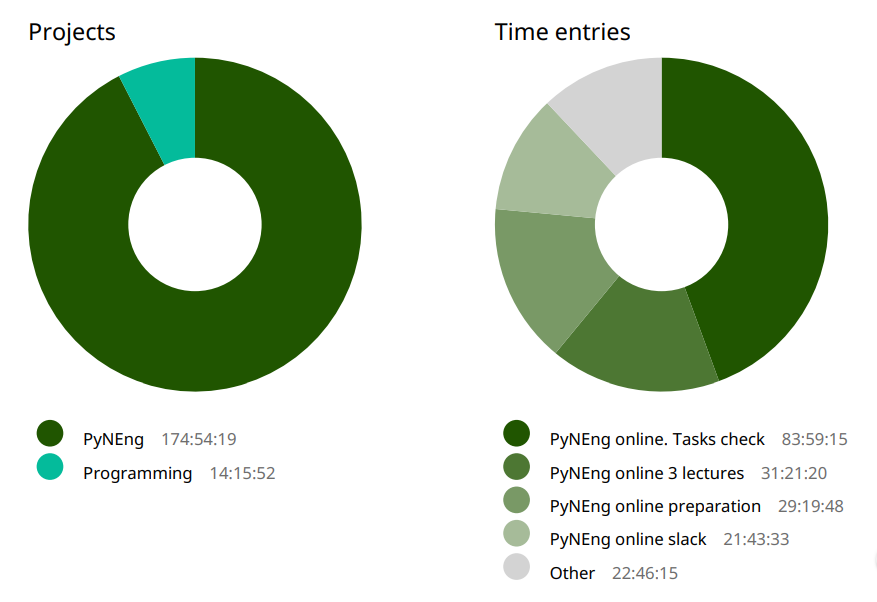 Projects
PyNEng 174:54:19
Programming 14:15:52
Time entries
PyNEng online. Tasks check 83:59:15
PyNEng online 3 lectures 31:21:20
PyNEng online preparation 29:19:48
PyNEng online slack 21:43:33
Other 22:46:15